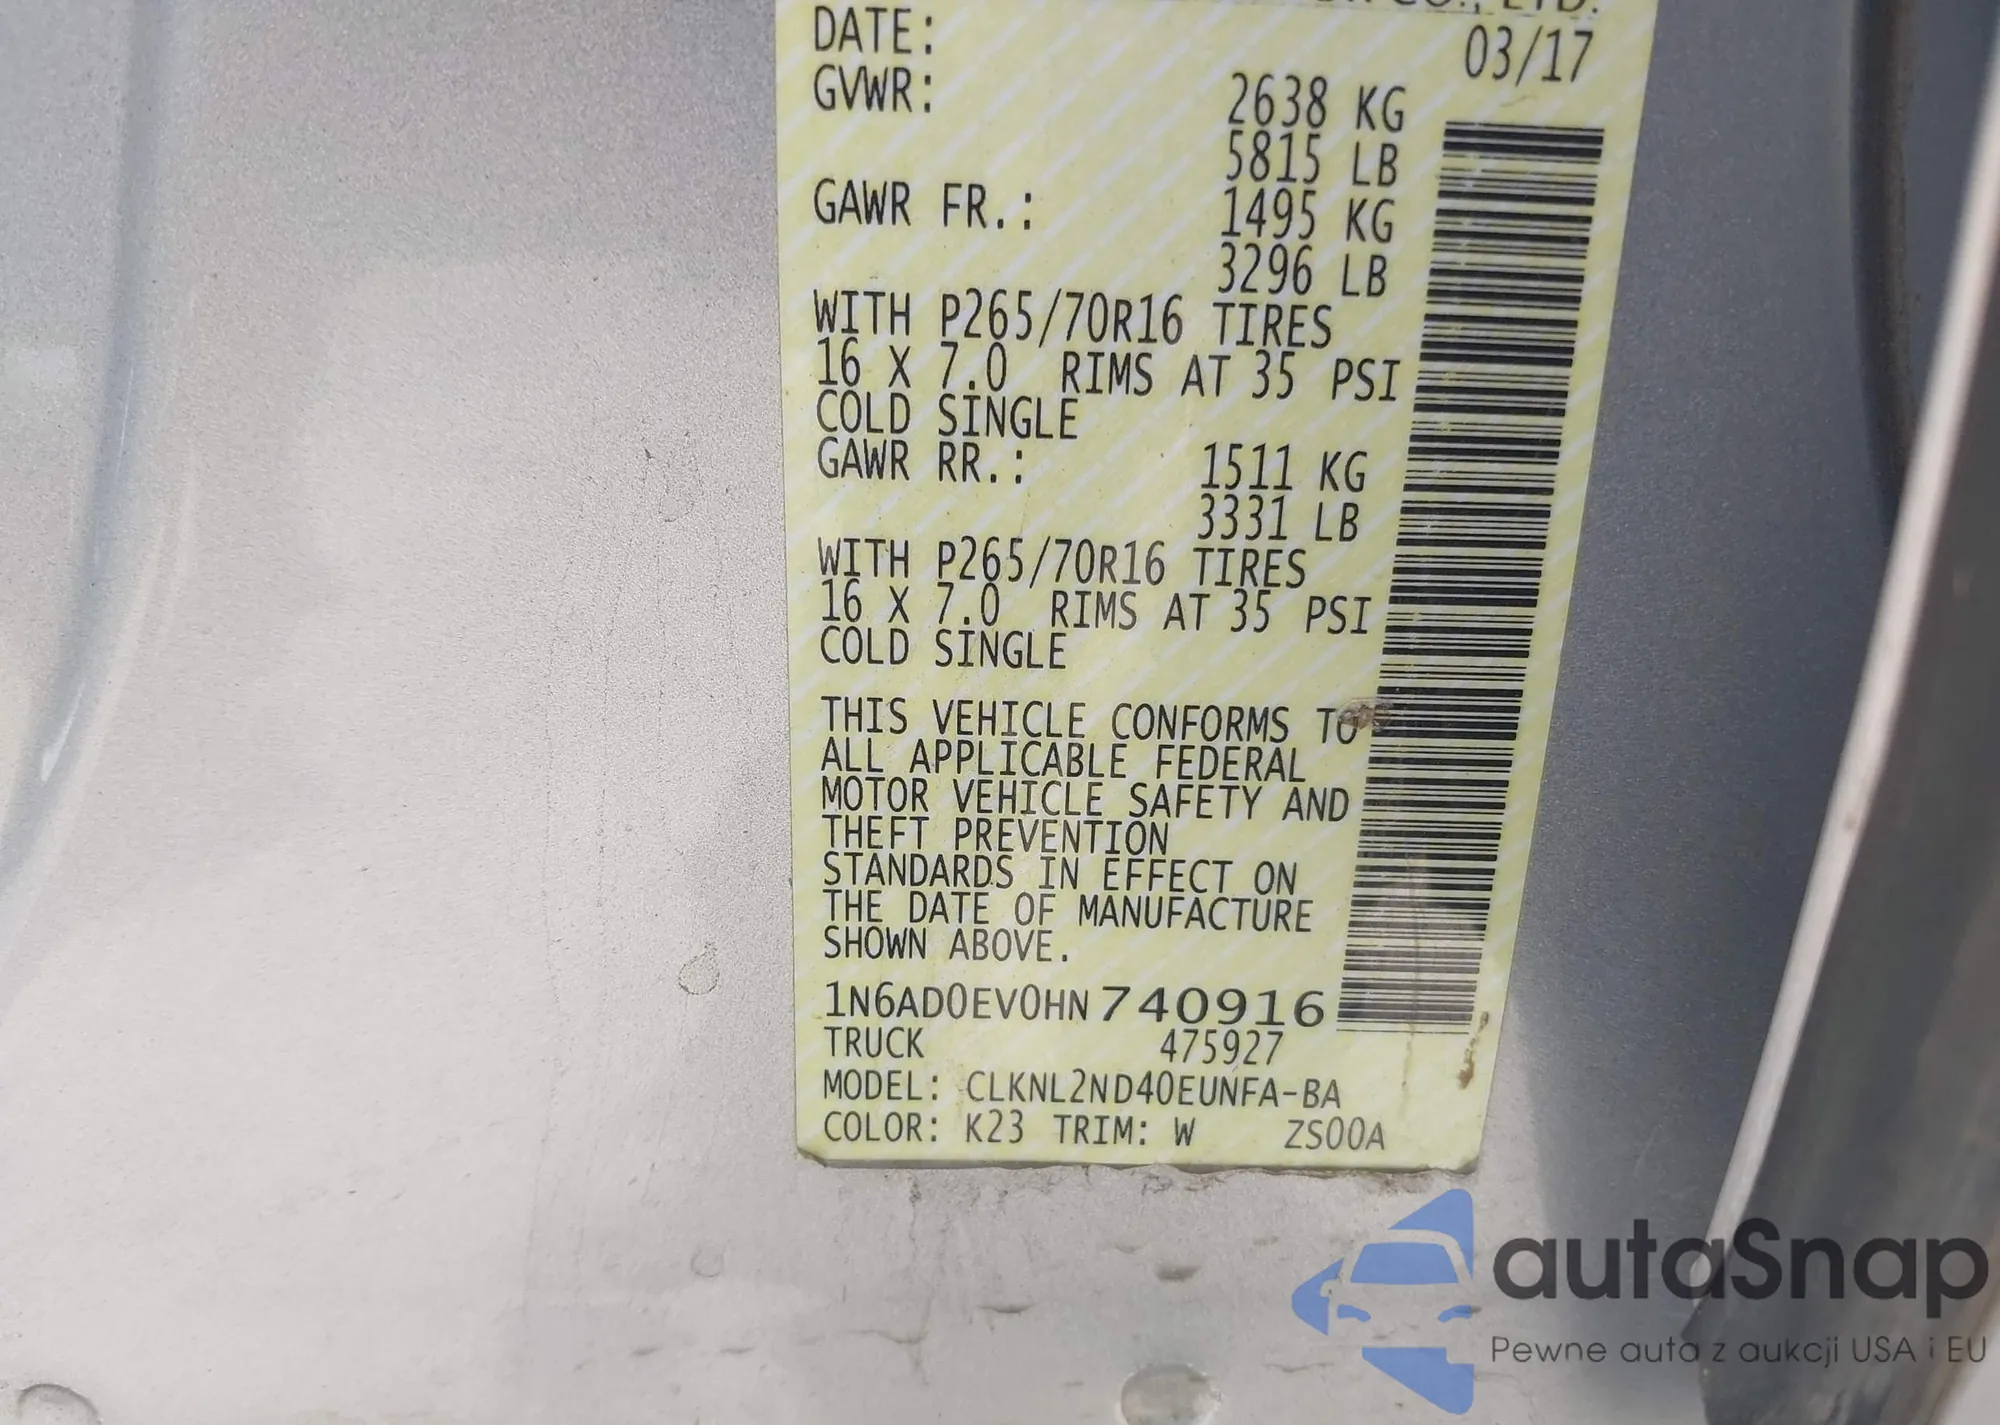 CO., LTD.
DATE: 03/17
GVWR: 2638 KG
5815 LB
GAWR FR.: 1495 KG
3296 LB
WITH P265/70R16 TIRES
16 X 7.0 RIMS AT 35 PSI
COLD SINGLE
GAWR RR.: 1511 KG
3331 LB
WITH P265/70R16 TIRES
16 X 7.0 RIMS AT 35 PSI
COLD SINGLE
THIS VEHICLE CONFORMS TO
ALL APPLICABLE FEDERAL
MOTOR VEHICLE SAFETY AND
THEFT PREVENTION
STANDARDS IN EFFECT ON
THE DATE OF MANUFACTURE
SHOWN ABOVE.
1N6AD0EV0HN740916
TRUCK 475927
MODEL: CLKNL2ND40EUNFA-BA
COLOR: K23 TRIM: W ZS00A
autaSnap
Pewne auta z aukcji USA i EU